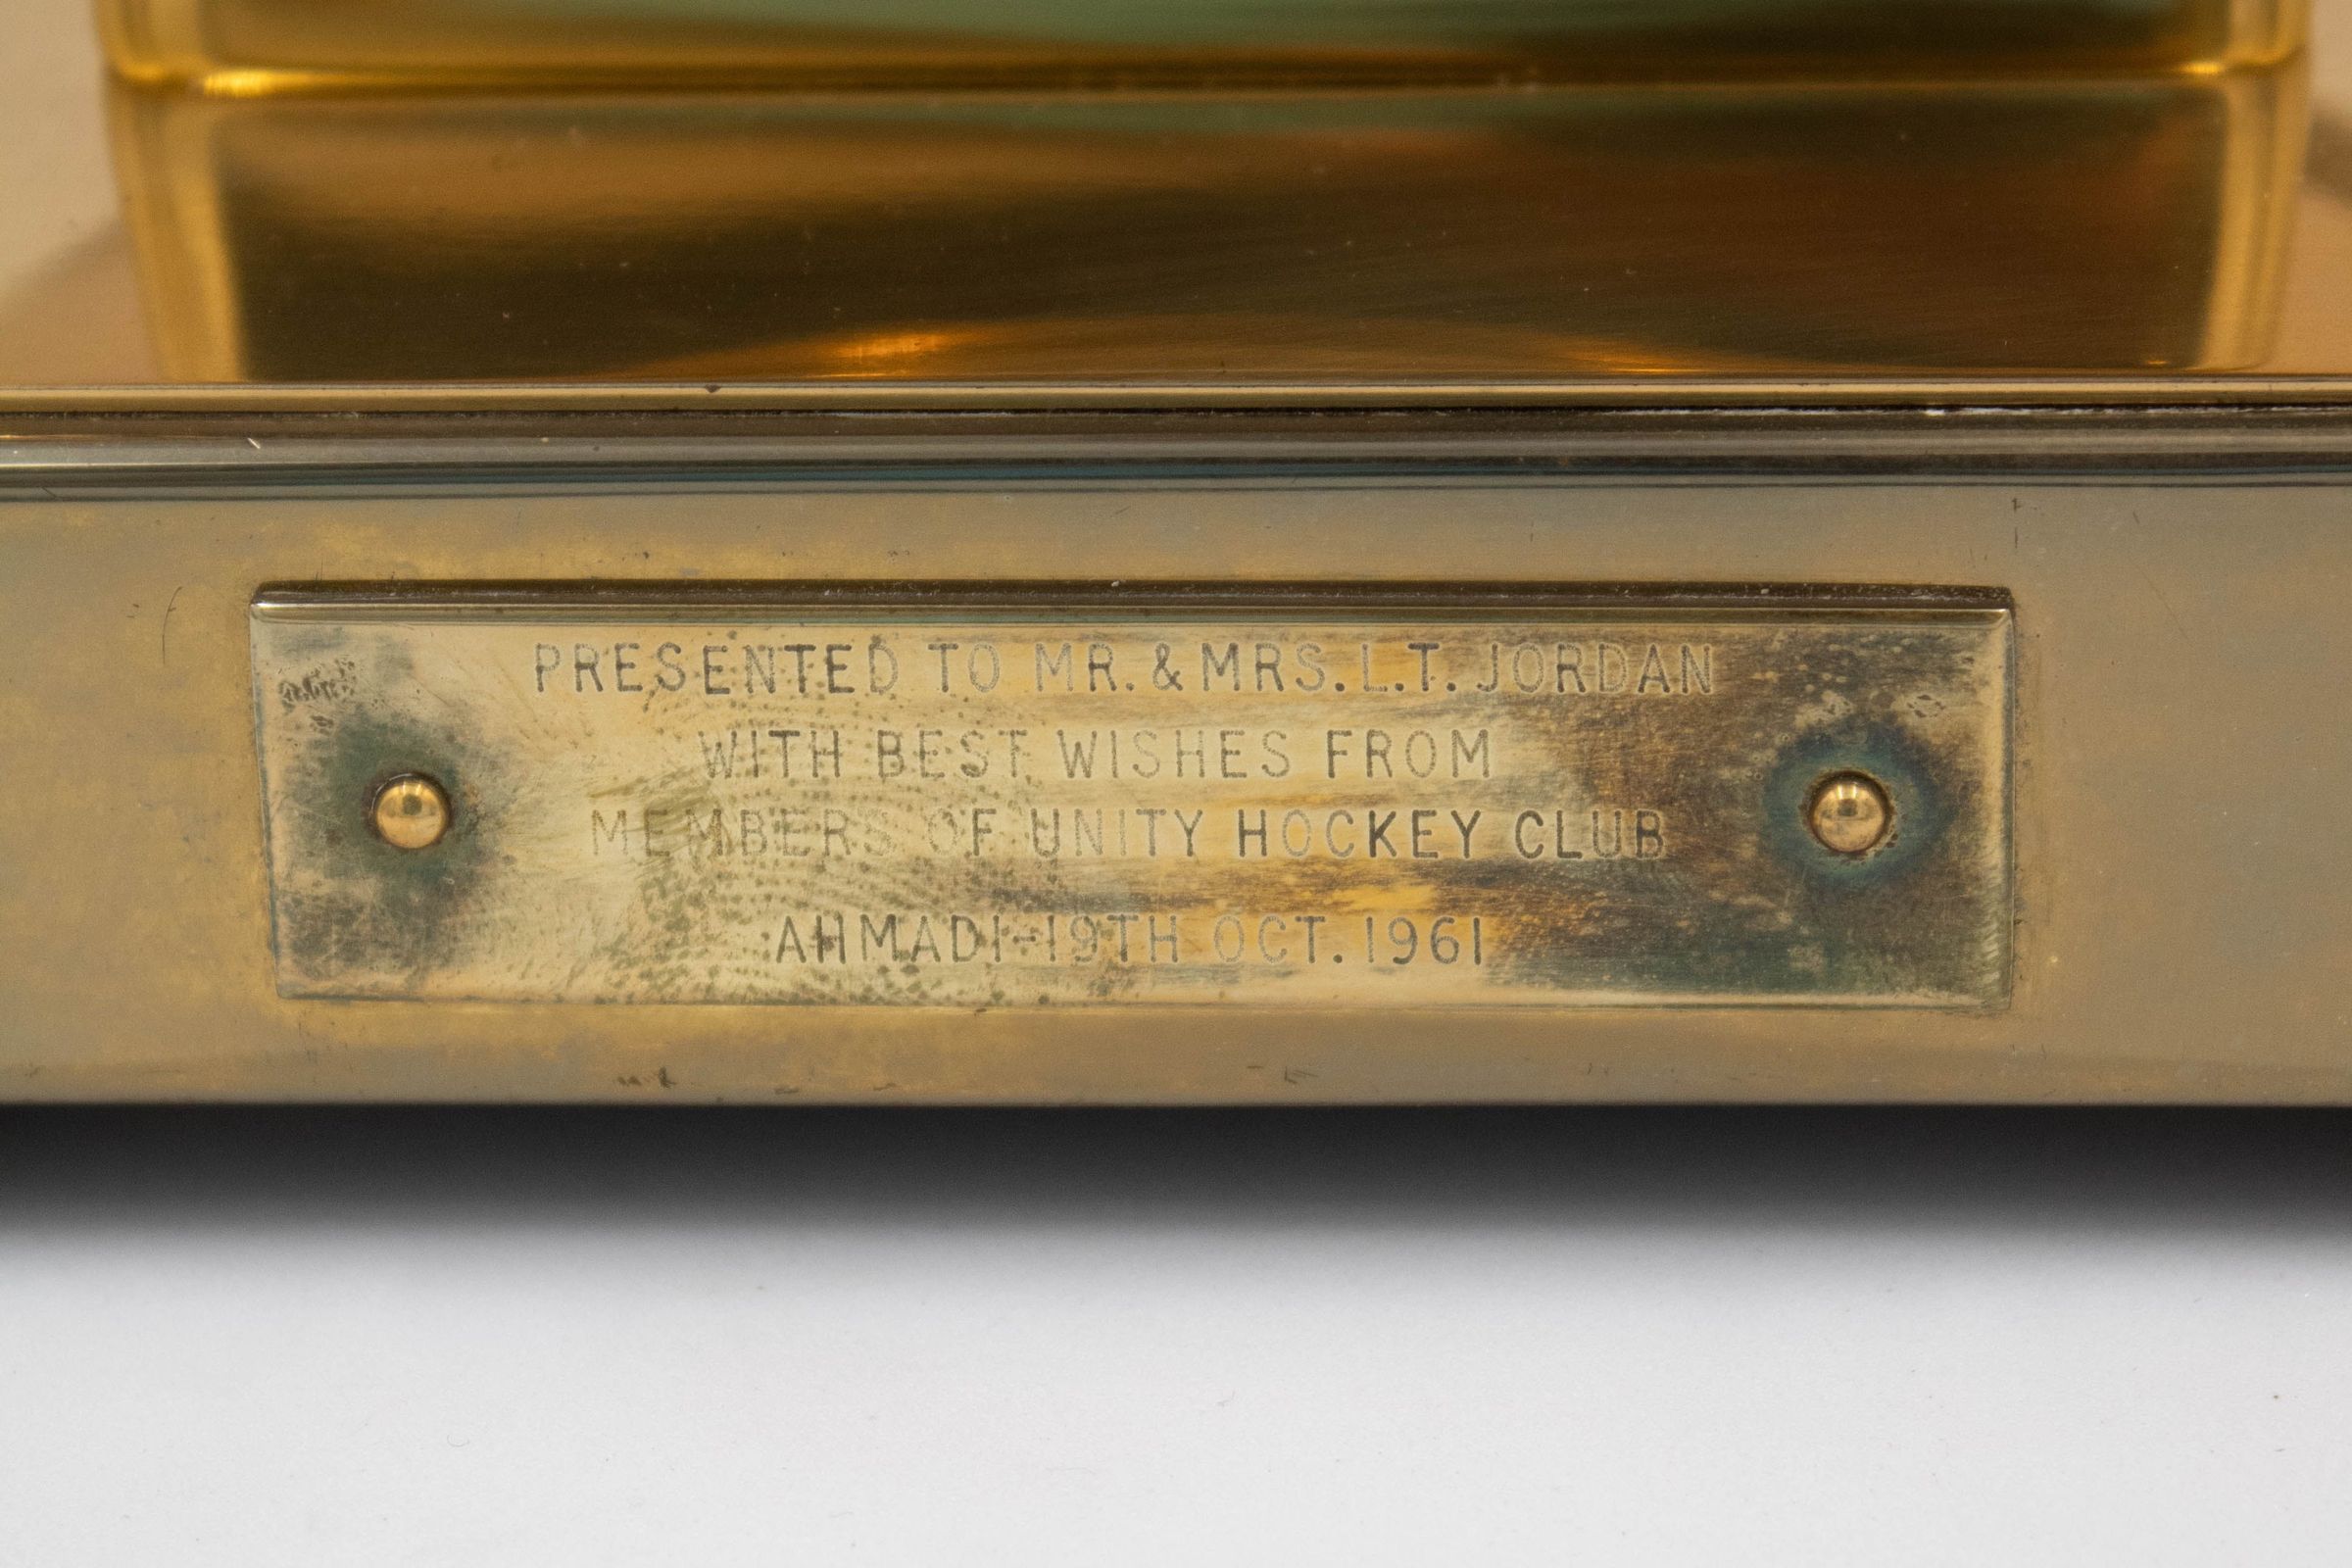 PRESENTED TO MR. & MRS. L.T. JORDAN
WITH BEST WISHES FROM
MEMBERS OF UNITY HOCKEY CLUB
AHMADI-19TH OCT. 1961